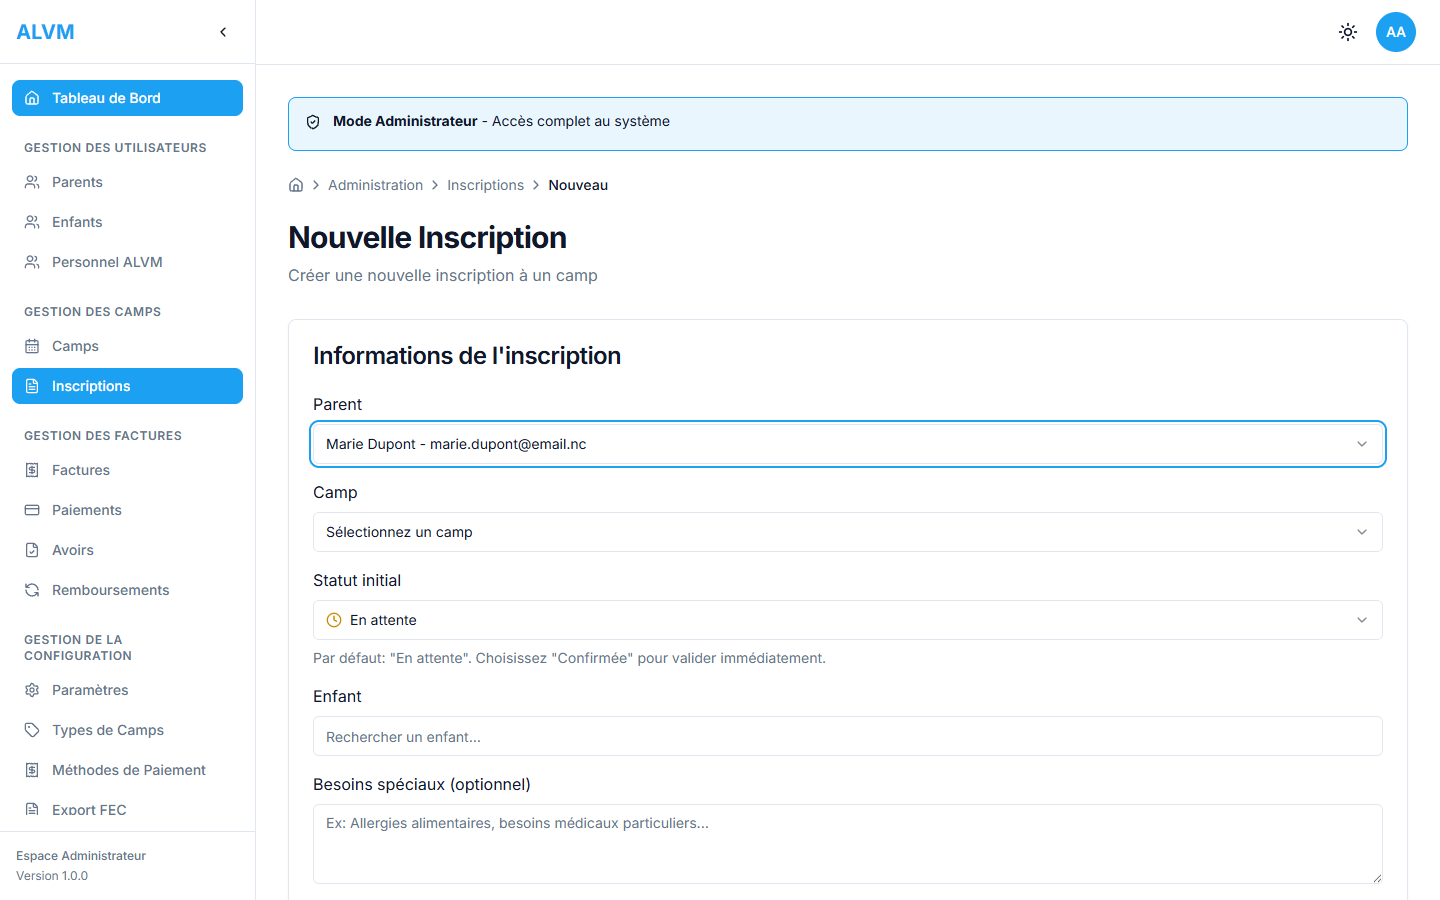 ALVM
AA
Tableau de Bord
GESTION DES UTILISATEURS
Parents
Enfants
Personnel ALVM
GESTION DES CAMPS
Camps
Inscriptions
GESTION DES FACTURES
Factures
Paiements
Avoirs
Remboursements
GESTION DE LA
CONFIGURATION
Paramètres
Types de Camps
Méthodes de Paiement
Export FEC
Espace Administrateur
Version 1.0.0
Mode Administrateur - Accès complet au système
Administration > Inscriptions > Nouveau
Nouvelle Inscription
Créer une nouvelle inscription à un camp
Informations de l'inscription
Parent
Marie Dupont - marie.dupont@email.nc
Camp
Sélectionnez un camp
Statut initial
En attente
Par défaut: "En attente". Choisissez "Confirmée" pour valider immédiatement.
Enfant
Rechercher un enfant...
Besoins spéciaux (optionnel)
Ex: Allergies alimentaires, besoins médicaux particuliers...